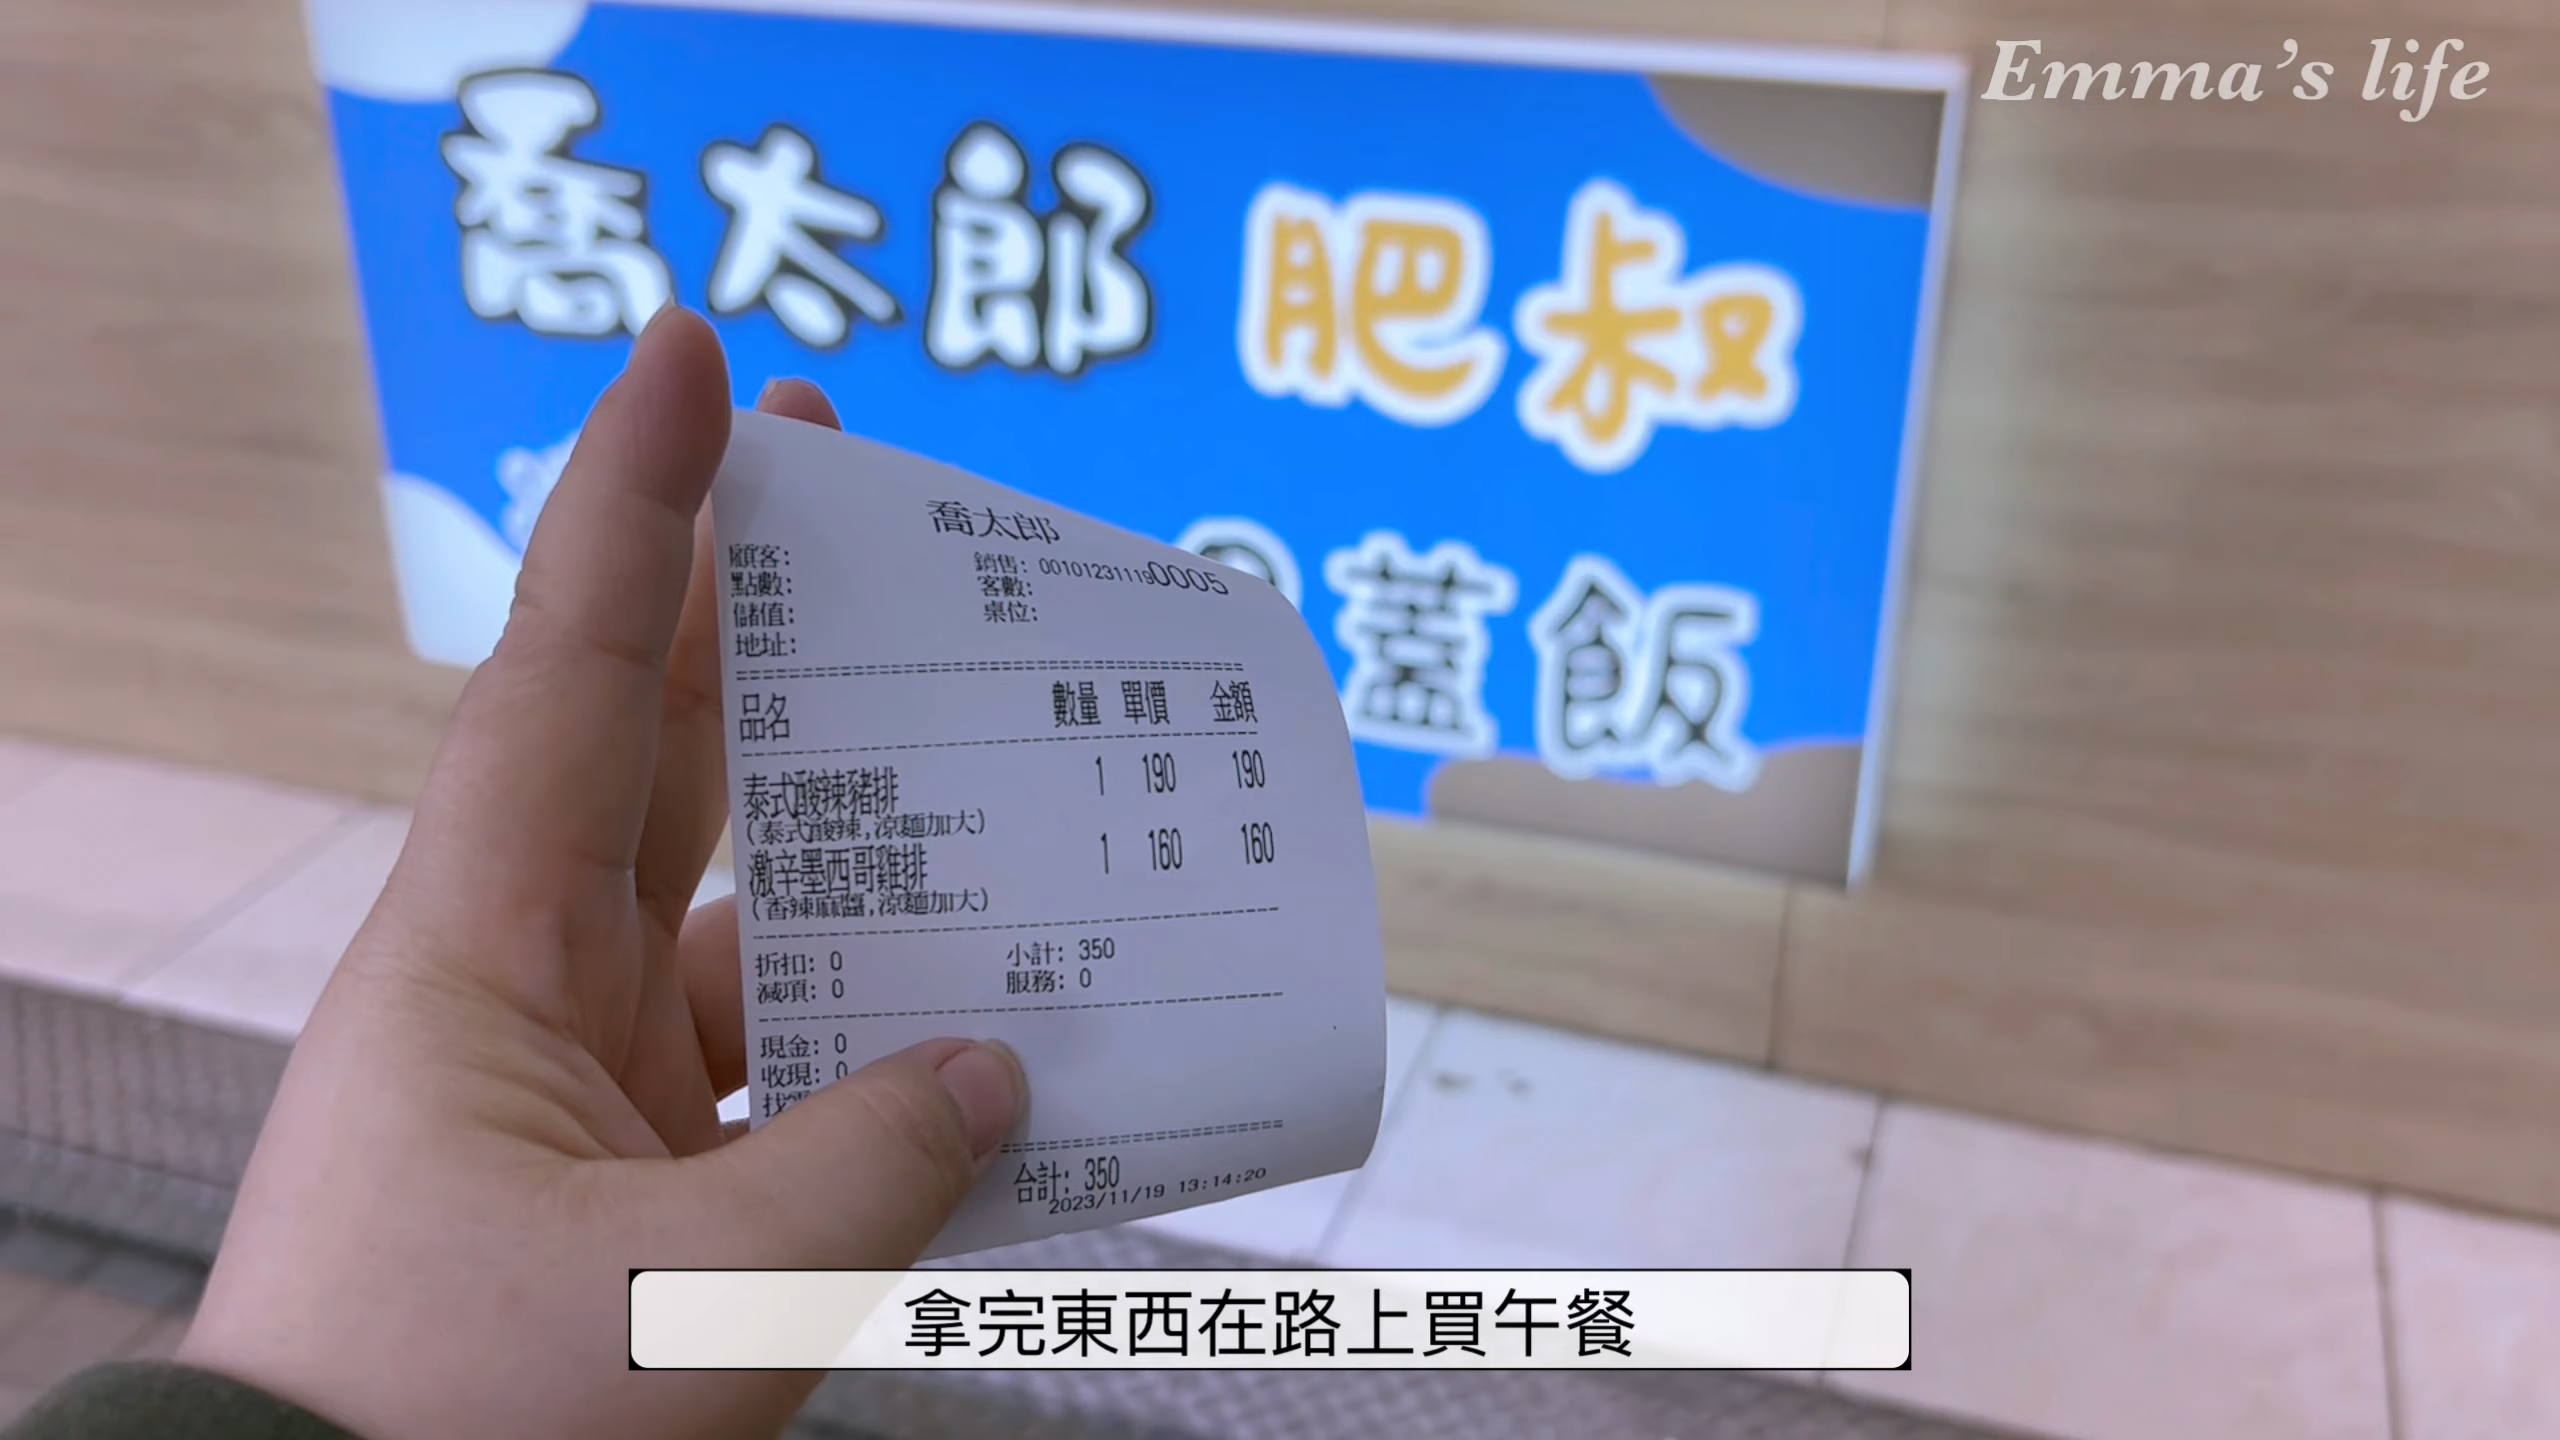 Emma's life
喬太郎 肥叔
蓋飯
喬太郎
顧客:
銷售: 001012311190005
點數:
客數:
儲值:
桌位:
地址:
品名 數量 單價 金額
泰式酸辣豬排 1 190 190
(泰式酸辣,涼麵加大)
激辛墨西哥雞排 1 160 160
(香辣麻醬,涼麵加大)
折扣: 0 小計: 350
減項: 0 服務: 0
現金: 0
收現: 0
合計: 350
2023/11/19 13:14:20
拿完東西在路上買午餐